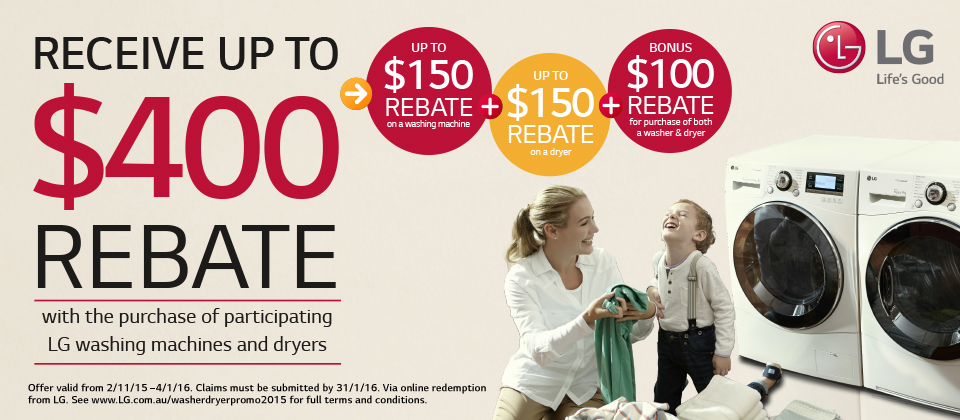 RECEIVE UP TO
$400
REBATE
with the purchase of participating
LG washing machines and dryers
UP TO
$150
REBATE
on a washing machine
+
UP TO
$150
REBATE
on a dryer
+
BONUS
$100
REBATE
for purchase of both
a washer & dryer
LG
Life's Good
LG
LG
Offer valid from 2/11/15 – 4/1/16. Claims must be submitted by 31/1/16. Via online redemption
from LG. See www.LG.com.au/washerdryerpromo2015 for full terms and conditions.